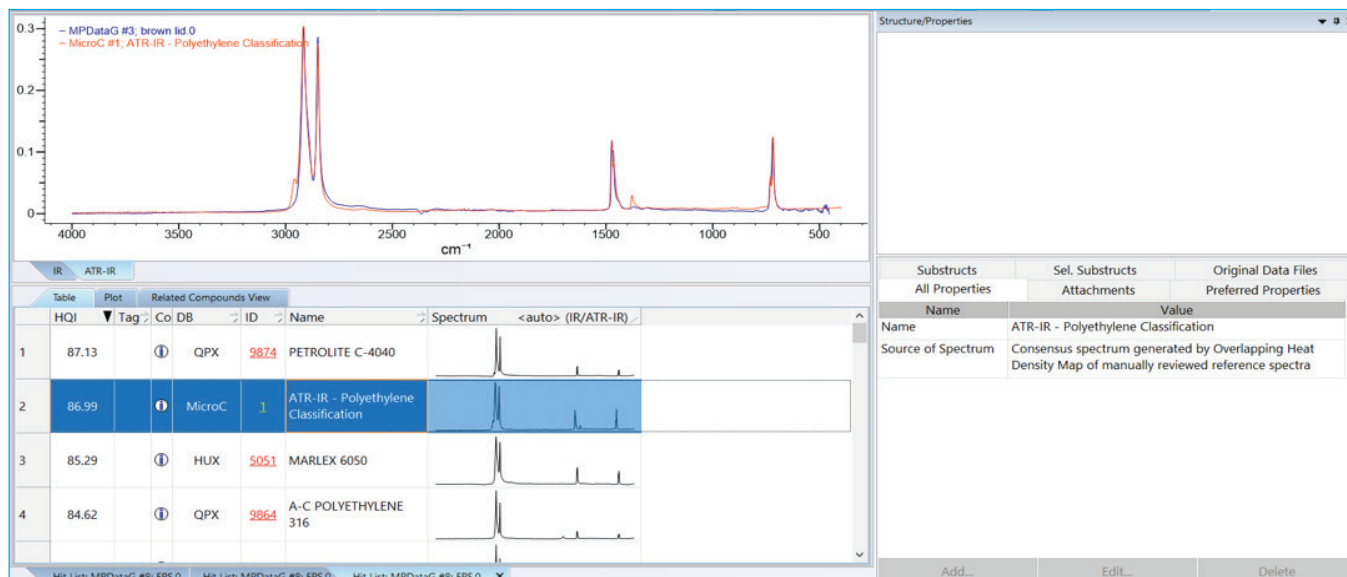 Structure/Properties
0.3
0.2
0.1
0
— MPDataG #3; brown lid.0
— MicroC #1; ATR-IR - Polyethylene Classification
4000 3500 3000 2500 2000 1500 1000 500
cm⁻¹
IR ATR-IR
Table Plot Related Compounds View
HQI Tag Co DB ID Name Spectrum <auto> (IR/ATR-IR)
1 87.13 QPX 9874 PETROLITE C-4040
2 86.99 MicroC 1 ATR-IR - Polyethylene
Classification
3 85.29 HUX 5051 MARLEX 6050
4 84.62 QPX 9864 A-C POLYETHYLENE
316
Substructs Sel. Substructs Original Data Files
All Properties Attachments Preferred Properties
Name Value
Name ATR-IR - Polyethylene Classification
Source of Spectrum Consensus spectrum generated by Overlapping Heat
Density Map of manually reviewed reference spectra
Add... Edit... Delete